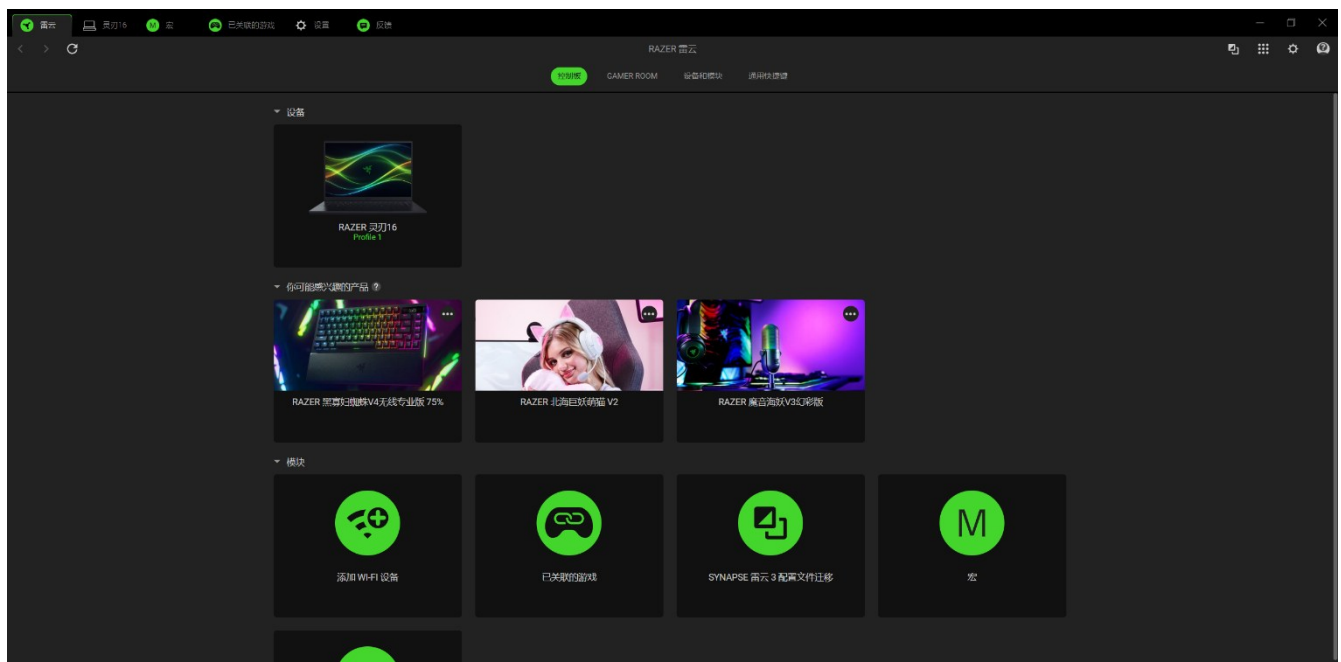 雷云 灵刃16 宏 已关联的游戏 设置 反馈
RAZER 雷云
控制板 GAMER ROOM 设备和模块 通用快捷键
设备
RAZER 灵刃16
Profile 1
你可能感兴趣的产品 ?
RAZER 黑寡妇蜘蛛V4无线专业版 75%
RAZER 北海巨妖萌猫 V2
RAZER 魔音海妖V3幻彩版
模块
添加 WI-FI 设备
已关联的游戏
SYNAPSE 雷云 3 配置文件迁移
M
宏